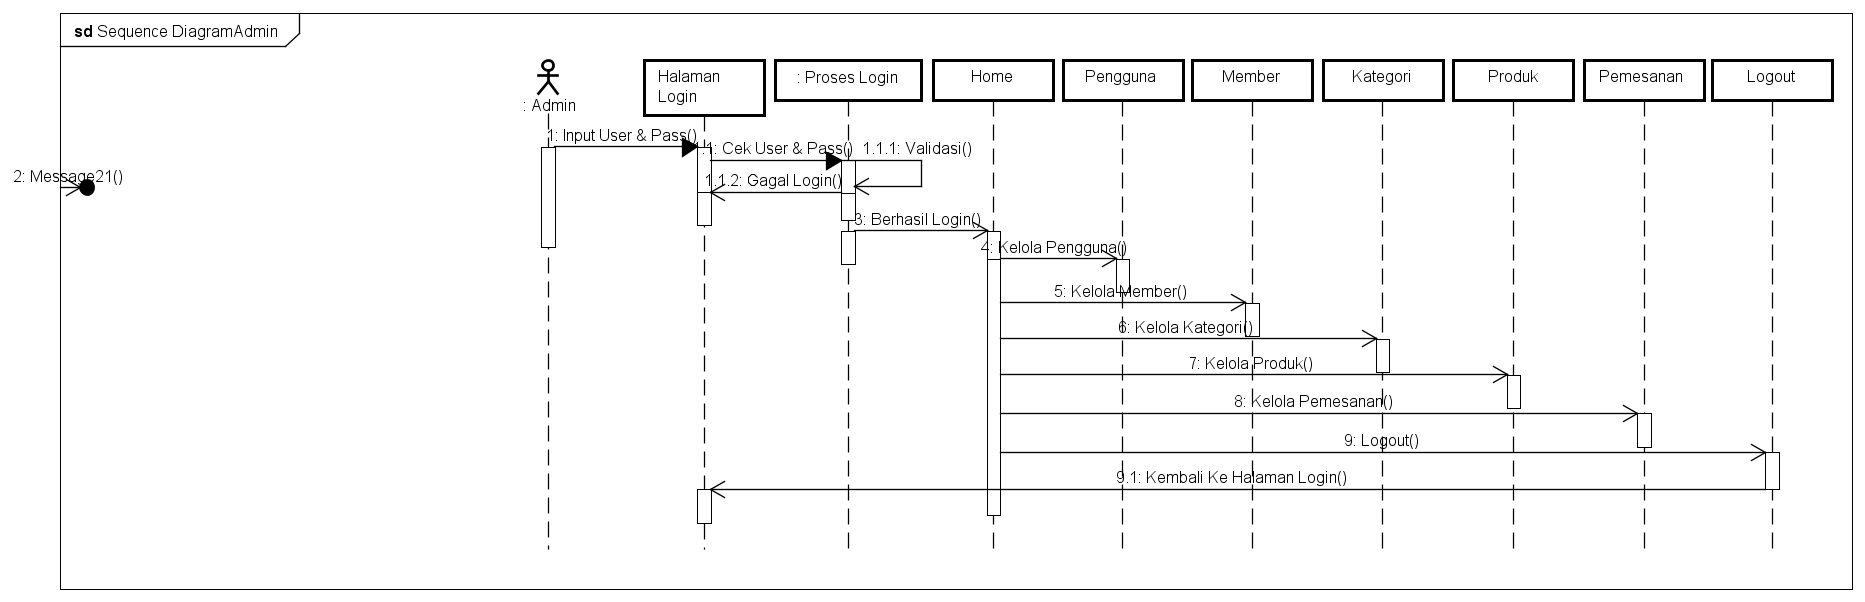 sd Sequence DiagramAdmin
: Admin
Halaman
Login
: Proses Login
Home
Pengguna
Member
Kategori
Produk
Pemesanan
Logout
1: Input User & Pass()
1.1: Cek User & Pass()
1.1.1: Validasi()
2: Message21()
1.1.2: Gagal Login()
3: Berhasil Login()
4: Kelola Pengguna()
5: Kelola Member()
6: Kelola Kategori()
7: Kelola Produk()
8: Kelola Pemesanan()
9: Logout()
9.1: Kembali Ke Halaman Login()